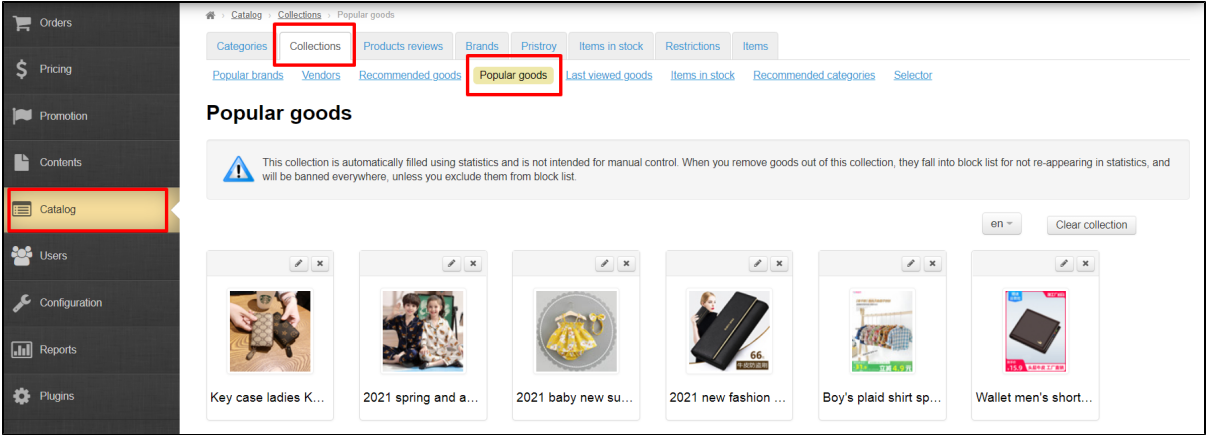 Orders
Pricing
Promotion
Contents
Catalog
Users
Configuration
Reports
Plugins
Catalog › Collections › Popular goods
Categories Collections Products reviews Brands Pristroy Items in stock Restrictions Items
Popular brands Vendors Recommended goods Popular goods Last viewed goods Items in stock Recommended categories Selector
Popular goods
This collection is automatically filled using statistics and is not intended for manual control. When you remove goods out of this collection, they fall into block list for not re-appearing in statistics, and
will be banned everywhere, unless you exclude them from block list.
en Clear collection
66
Key case ladies K... 2021 spring and a... 2021 baby new su... 2021 new fashion ... Boy's plaid shirt sp... Wallet men's short...